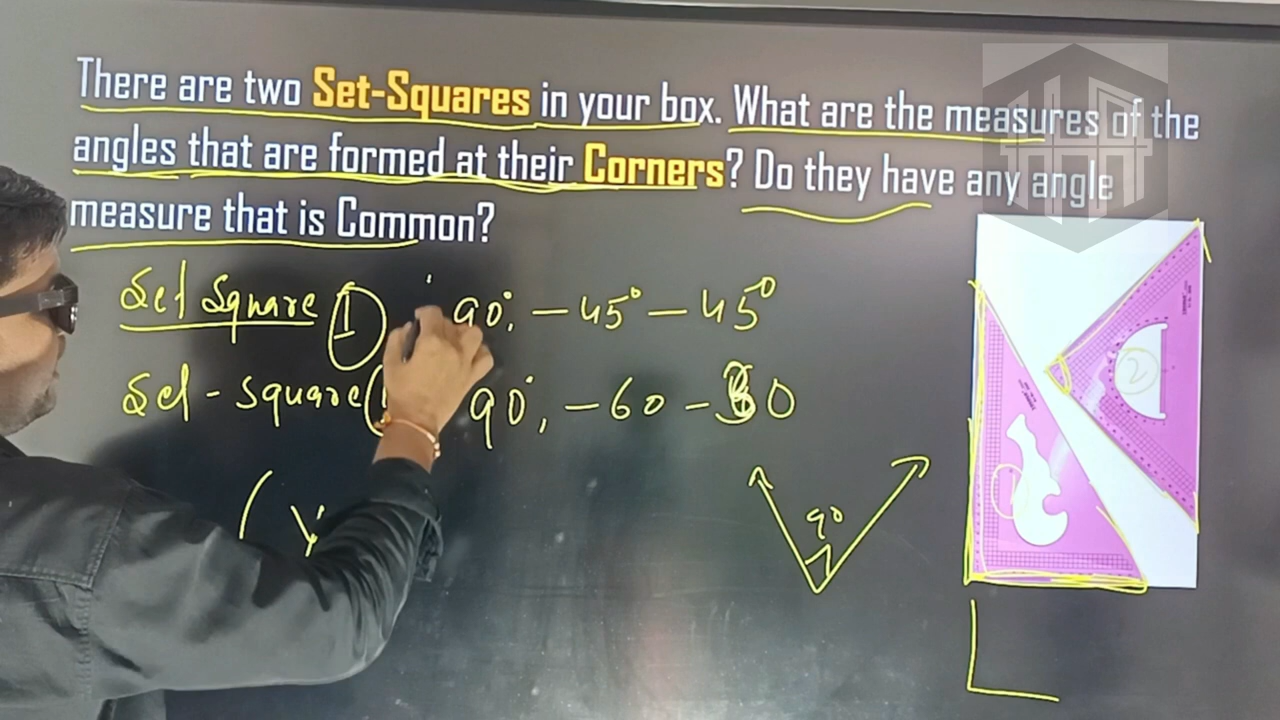 There are two Set-Squares in your box. What are the measures of the
angles that are formed at their Corners? Do they have any angle
measure that is Common?
Set Square I 90°, - 45° - 45°
Set-square 90°, - 60 - 30
90
2